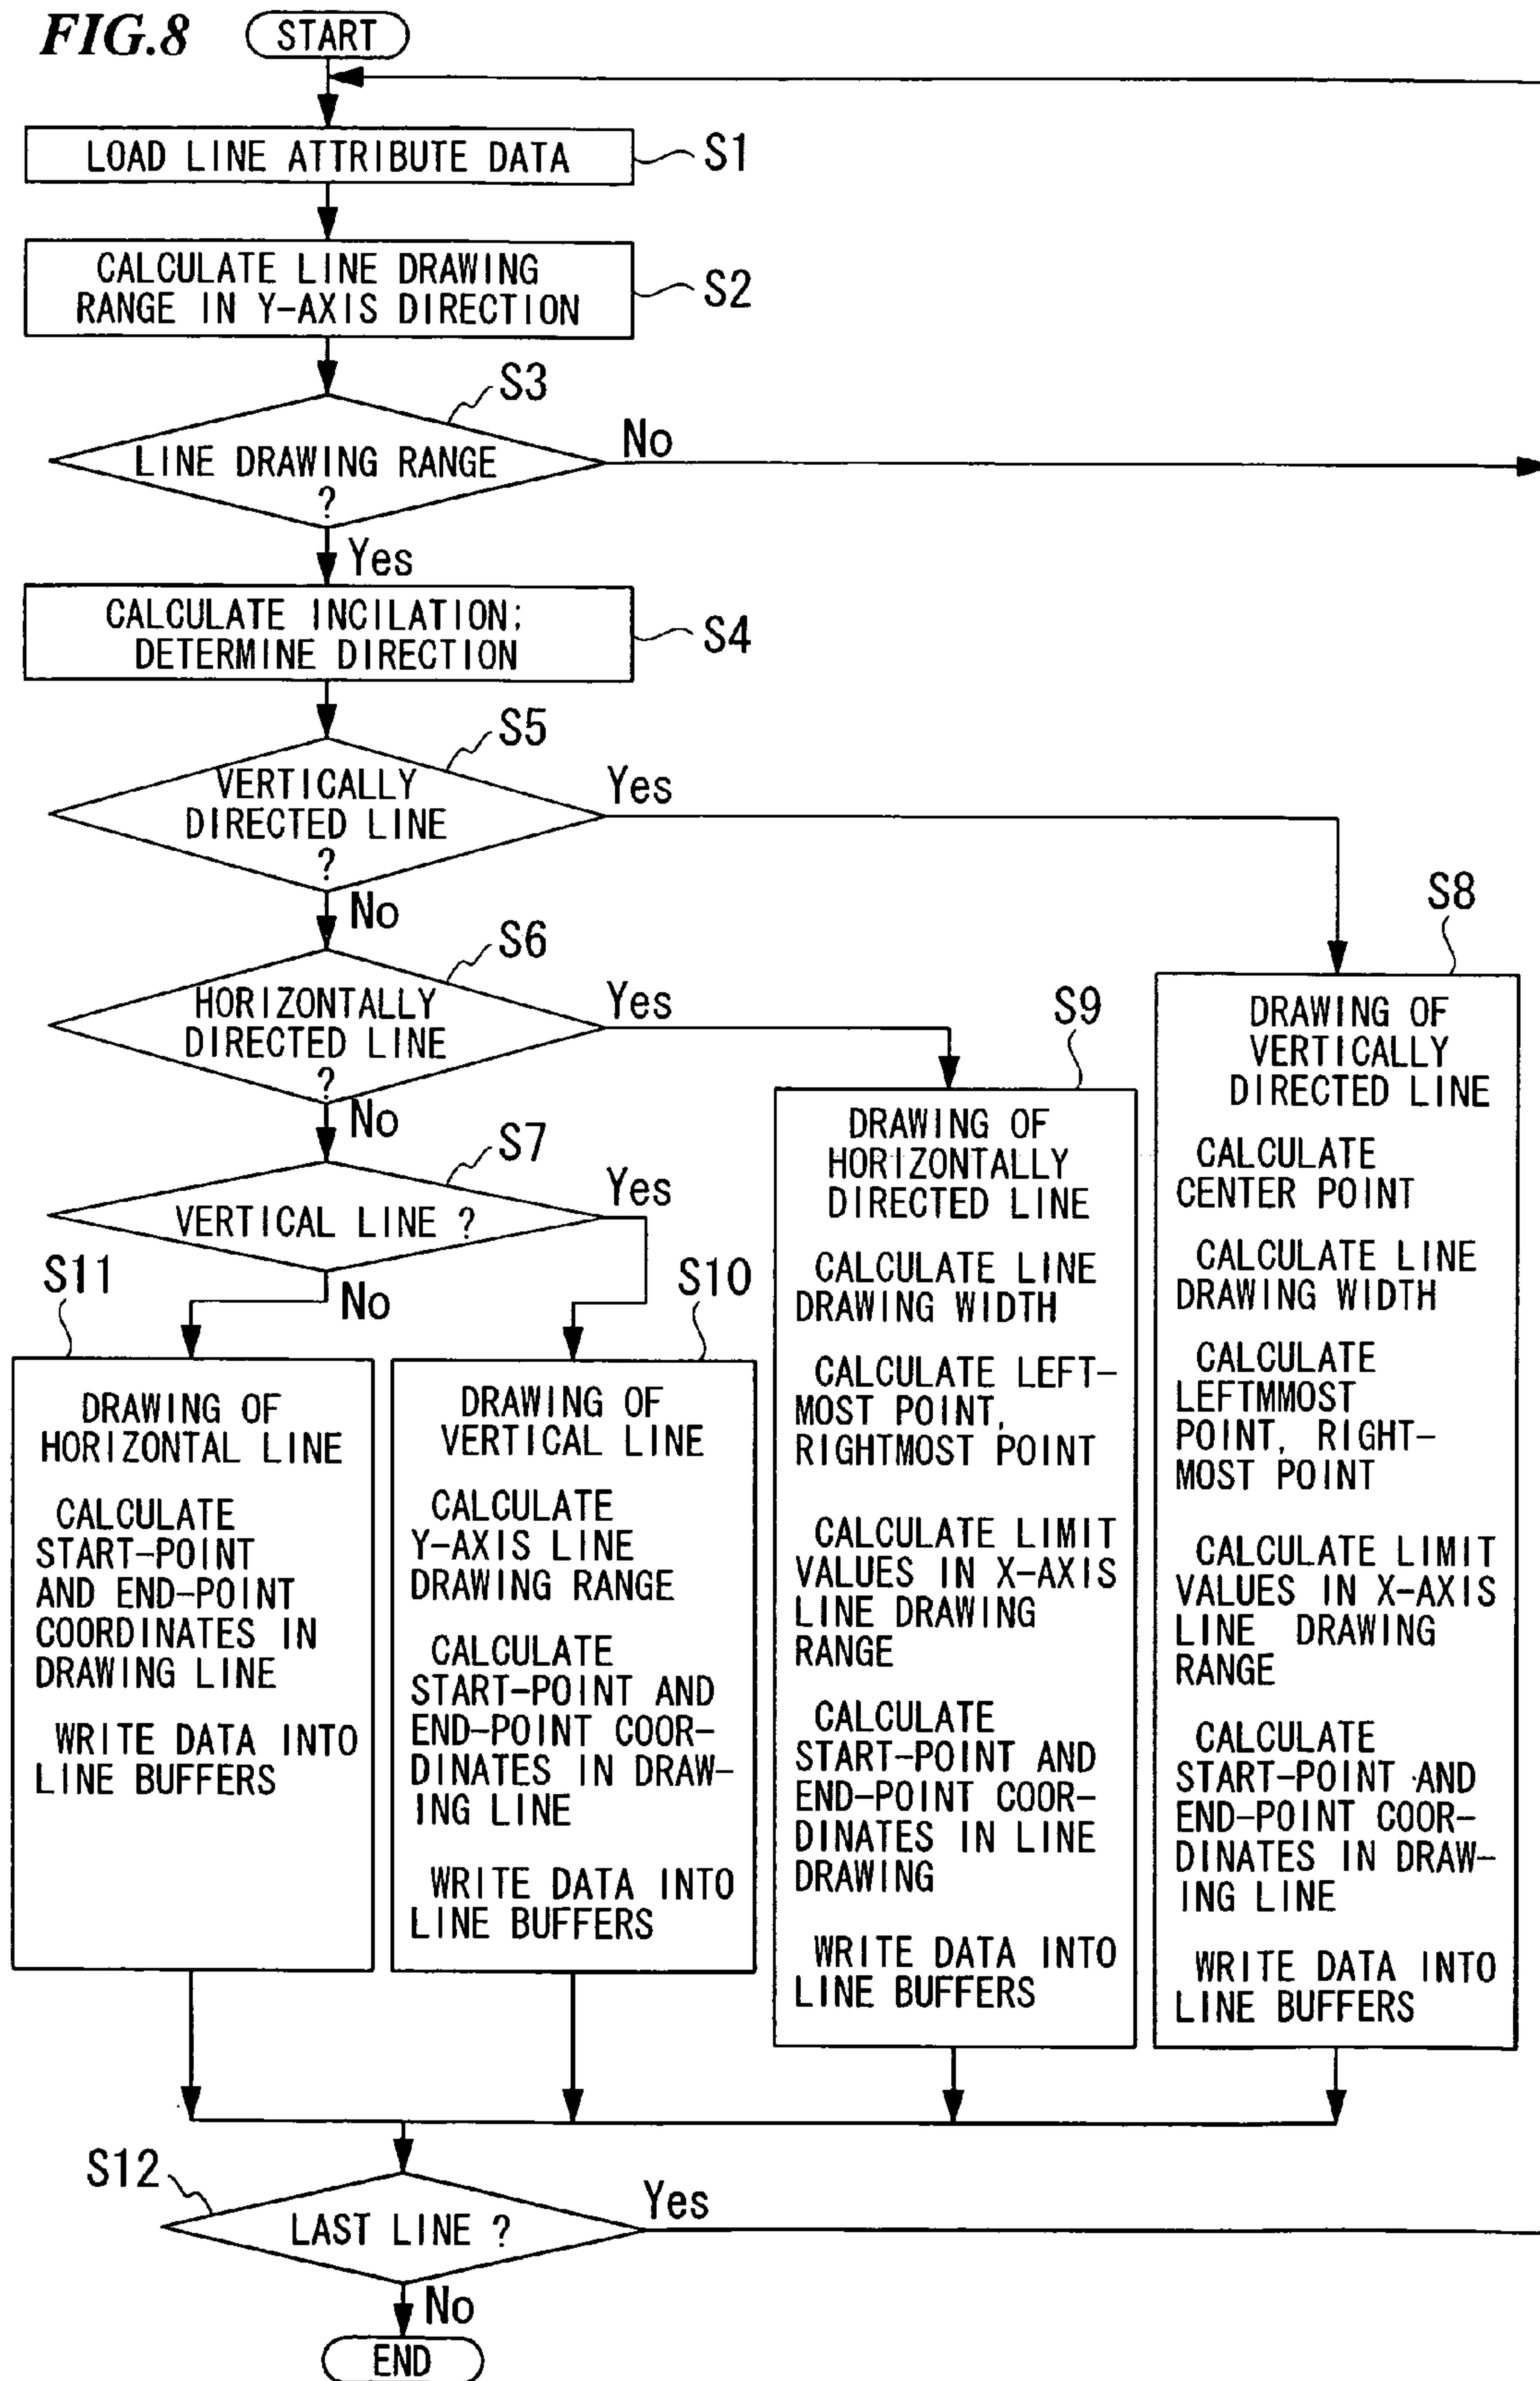 FIG.8
START
LOAD LINE ATTRIBUTE DATA
S1
CALCULATE LINE DRAWING
RANGE IN Y-AXIS DIRECTION
S2
S3
LINE DRAWING RANGE
?
No
Yes
CALCULATE INCILATION;
DETERMINE DIRECTION
S4
S5
VERTICALLY
DIRECTED LINE
?
Yes
No
S6
HORIZONTALLY
DIRECTED LINE
?
Yes
No
S7
VERTICAL LINE ?
Yes
No
S11
DRAWING OF
HORIZONTAL LINE
CALCULATE
START-POINT
AND END-POINT
COORDINATES IN
DRAWING LINE
WRITE DATA INTO
LINE BUFFERS
S10
DRAWING OF
VERTICAL LINE
CALCULATE
Y-AXIS LINE
DRAWING RANGE
CALCULATE
START-POINT AND
END-POINT COOR-
DINATES IN DRAW-
ING LINE
WRITE DATA INTO
LINE BUFFERS
S9
DRAWING OF
HORIZONTALLY
DIRECTED LINE
CALCULATE LINE
DRAWING WIDTH
CALCULATE LEFT-
MOST POINT,
RIGHTMOST POINT
CALCULATE LIMIT
VALUES IN X-AXIS
LINE DRAWING
RANGE
CALCULATE
START-POINT AND
END-POINT COOR-
DINATES IN LINE
DRAWING
WRITE DATA INTO
LINE BUFFERS
S8
DRAWING OF
VERTICALLY
DIRECTED LINE
CALCULATE
CENTER POINT
CALCULATE LINE
DRAWING WIDTH
CALCULATE
LEFTMMOST
POINT, RIGHT-
MOST POINT
CALCULATE LIMIT
VALUES IN X-AXIS
LINE DRAWING
RANGE
CALCULATE
START-POINT AND
END-POINT COOR-
DINATES IN DRAW-
ING LINE
WRITE DATA INTO
LINE BUFFERS
S12
LAST LINE ?
Yes
No
END